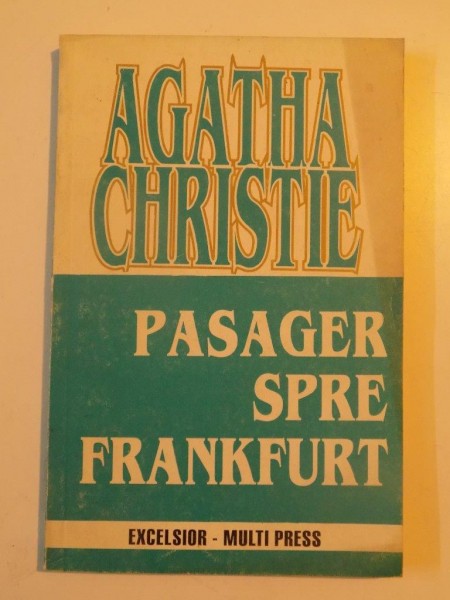 AGATHA
CHRISTIE
PASAGER
SPRE
FRANKFURT
EXCELSIOR - MULTI PRESS